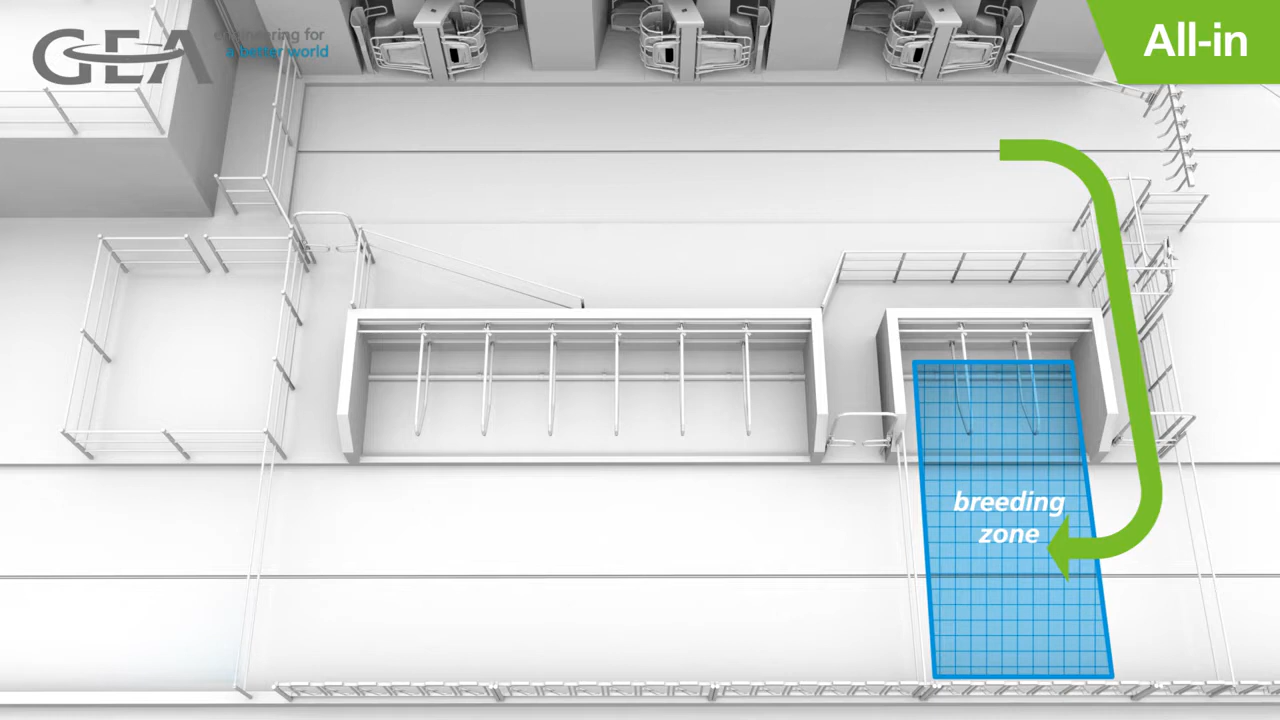 GEA
engineering for
a better world
All-in
breeding
zone